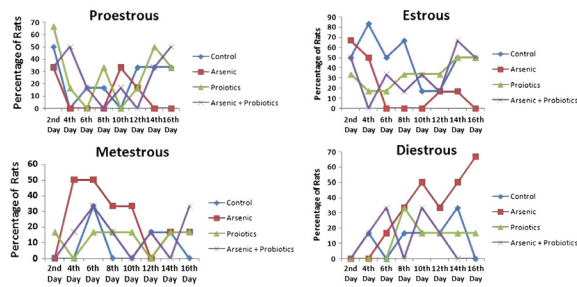 Proestrous
Percentage of Rats
70
60
50
40
30
20
10
0
2nd 4th 6th 8th 10th 12th 14th 16th
Day Day Day Day Day Day Day Day
Control
Arsenic
Proiotics
Arsenic + Probiotics
Estrous
Percentage of Rats
90
80
70
60
50
40
30
20
10
0
2nd 4th 6th 8th 10th 12th 14th 16th
Day Day Day Day Day Day Day Day
Control
Arsenic
Proiotics
Arsenic + Probiotics
Metestrous
Percentage of Rats
60
50
40
30
20
10
0
2nd 4th 6th 8th 10th 12th 14th 16th
Day Day Day Day Day Day Day Day
Control
Arsenic
Proiotics
Arsenic + Probiotics
Diestrous
Percentage of Rats
70
60
50
40
30
20
10
0
2nd 4th 6th 8th 10th 12th 14th 16th
Day Day Day Day Day Day Day Day
Control
Arsenic
Proiotics
Arsenic + Probiotics